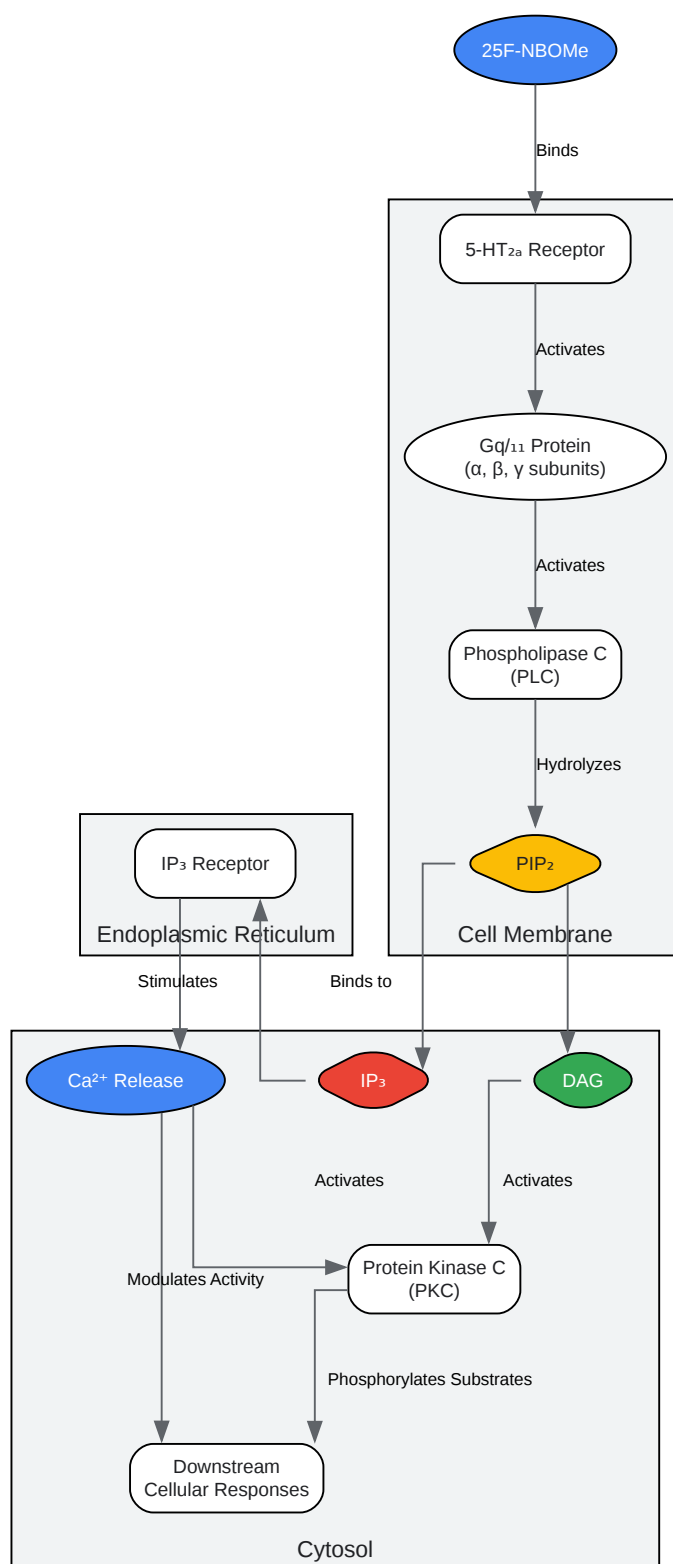 25F-NBOMe
Binds
5-HT₂ₐ Receptor
Activates
Gq/₁₁ Protein
(α, β, γ subunits)
Activates
Phospholipase C
(PLC)
Hydrolyzes
IP₃ Receptor
PIP₂
Endoplasmic Reticulum
Cell Membrane
Stimulates
Binds to
Ca²⁺ Release
IP₃
DAG
Activates
Activates
Protein Kinase C
(PKC)
Modulates Activity
Phosphorylates Substrates
Downstream
Cellular Responses
Cytosol